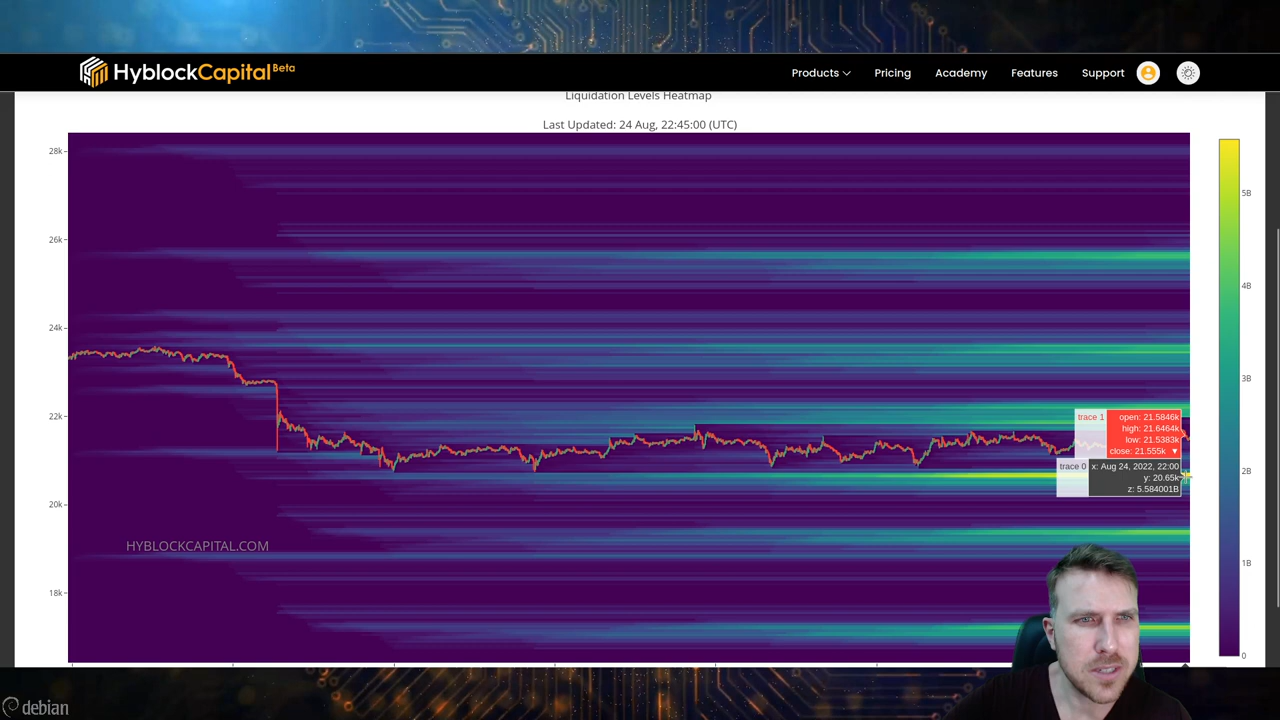 HyblockCapital Beta
Products Pricing Academy Features Support
Liquidation Levels Heatmap
Last Updated: 24 Aug, 22:45:00 (UTC)
28k
26k
24k
22k
20k
18k
5B
4B
3B
2B
1B
0
trace 1
open: 21.5846k
high: 21.6464k
low: 21.5383k
close: 21.555k ▼
trace 0
x: Aug 24, 2022, 22:00
y: 20.65k
z: 5.584001B
HYBLOCKCAPITAL.COM
debian